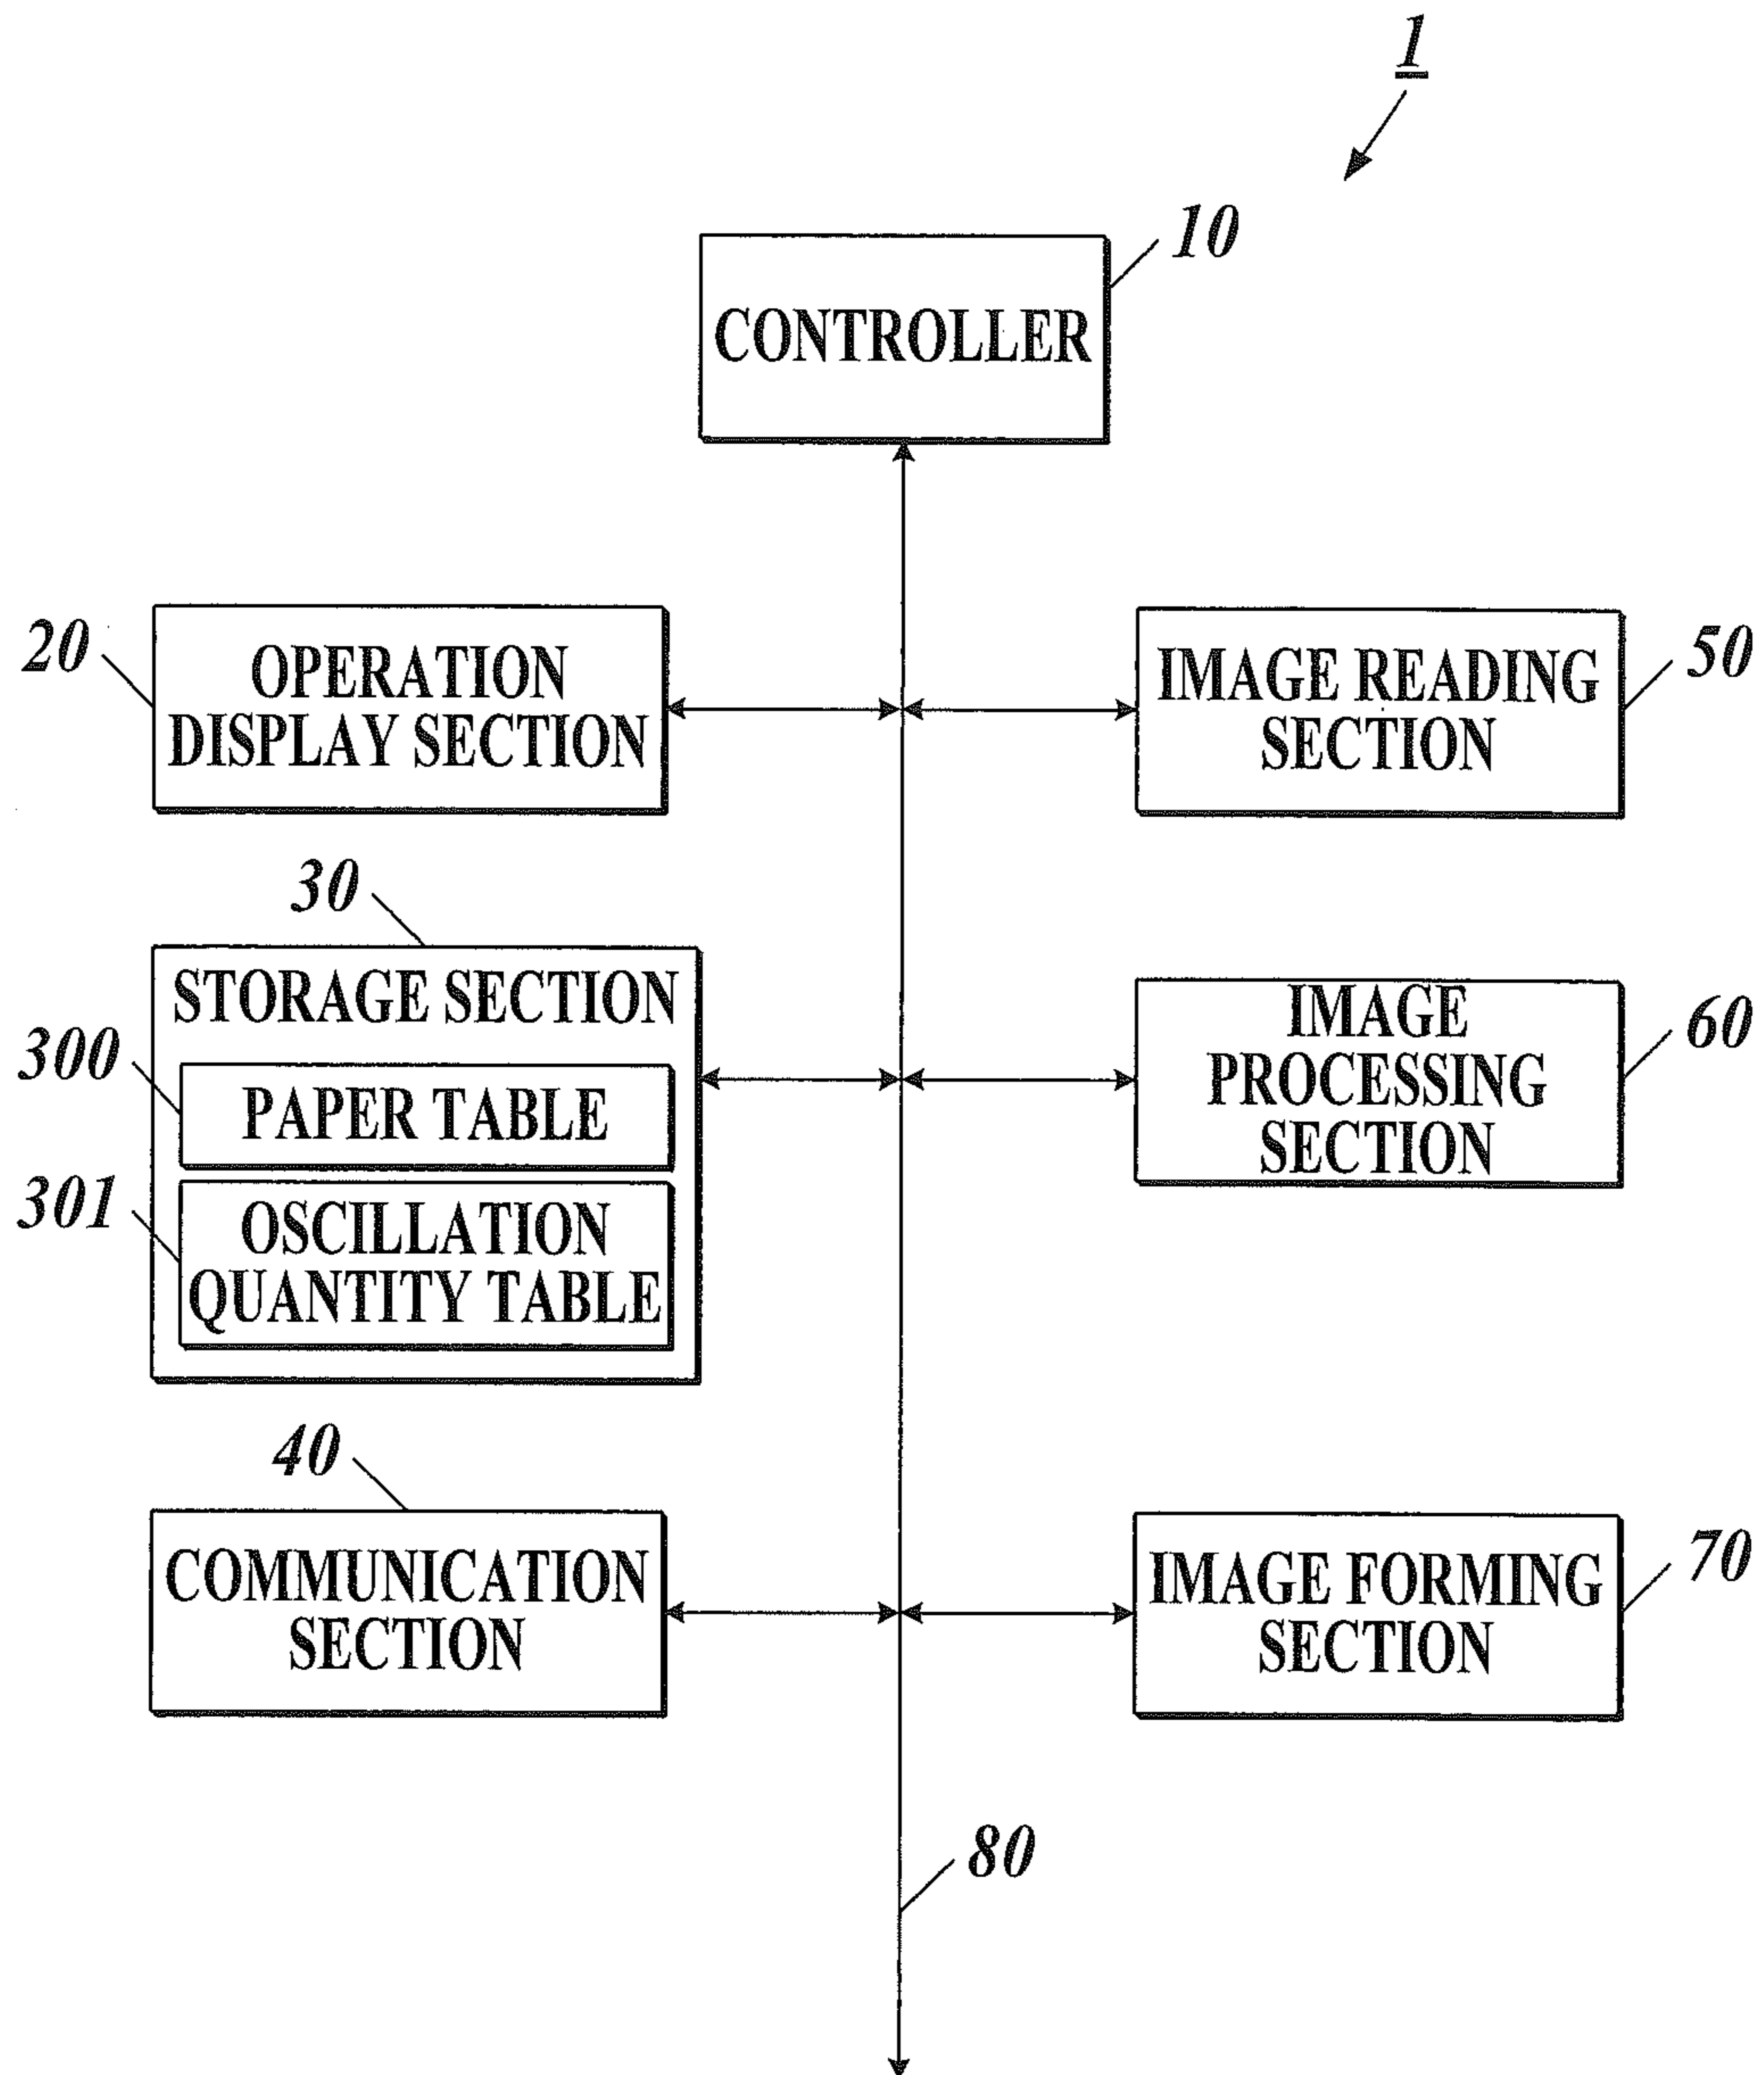 1
10
CONTROLLER
20
OPERATION
DISPLAY SECTION
IMAGE READING
SECTION
50
30
STORAGE SECTION
300
PAPER TABLE
301
OSCILLATION
QUANTITY TABLE
IMAGE
PROCESSING
SECTION
60
40
COMMUNICATION
SECTION
IMAGE FORMING
SECTION
70
80